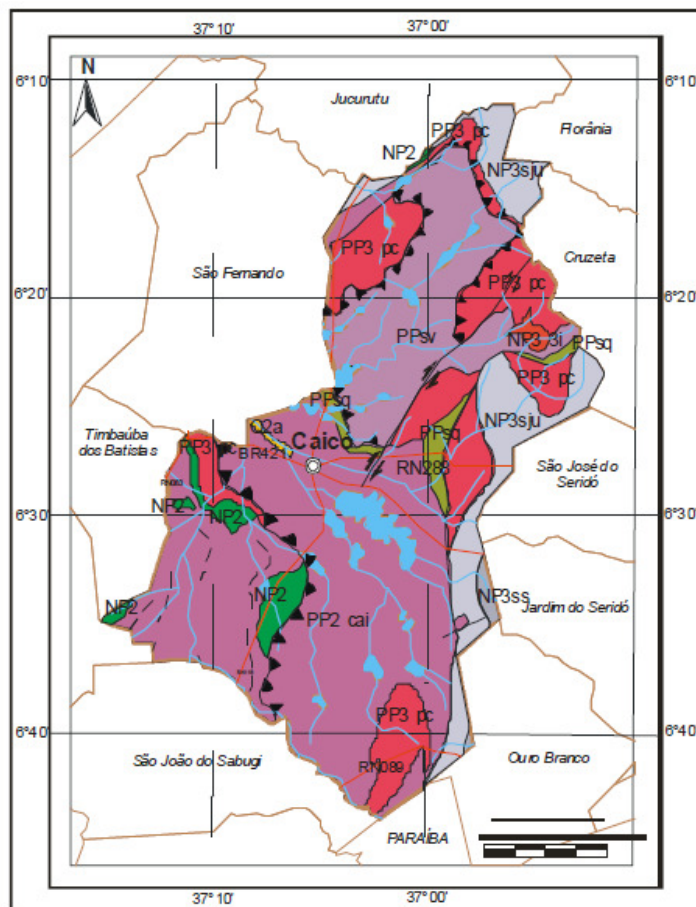 37° 10'
37° 00'
6°10'
6°10'
N
Jucurutu
Florânia
PP3 pc
NP2
NP3sju
PP3 pc
Cruzeta
São Fernando
PP3 pc
6°20'
6°20'
PPsv
NP3 3i
PPsq
PP3 pc
PPsq
NP3sju
Q2a
Caicó
PPsq
Timbaúba
dos Batistas
BR427
RN288
São José do
Seridó
NP2
NP2
6°30'
6°30'
NP2
NP3ss
NP2
PP2 cai
Jardim do Seridó
PP3 pc
6°40'
6°40'
São João do Sabugi
RN089
Ouro Branco
PARAÍBA
37° 10'
37° 00'